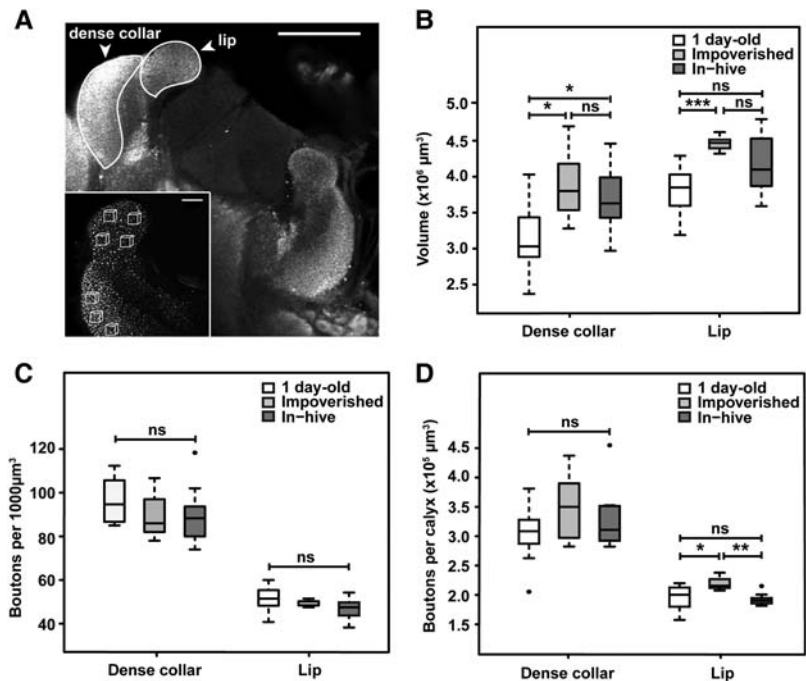 A
dense collar
lip
B
1 day-old
Impoverished
In-hive
Volume (x10⁶ µm³)
5.0
4.5
4.0
3.5
3.0
2.5
*
*
ns
ns
***
ns
Dense collar
Lip
C
1 day-old
Impoverished
In-hive
Boutons per 1000µm³
120
100
80
60
40
ns
ns
Dense collar
Lip
D
1 day-old
Impoverished
In-hive
Boutons per calyx (x10⁵ µm³)
4.5
4.0
3.5
3.0
2.5
2.0
1.5
ns
ns
*
**
Dense collar
Lip